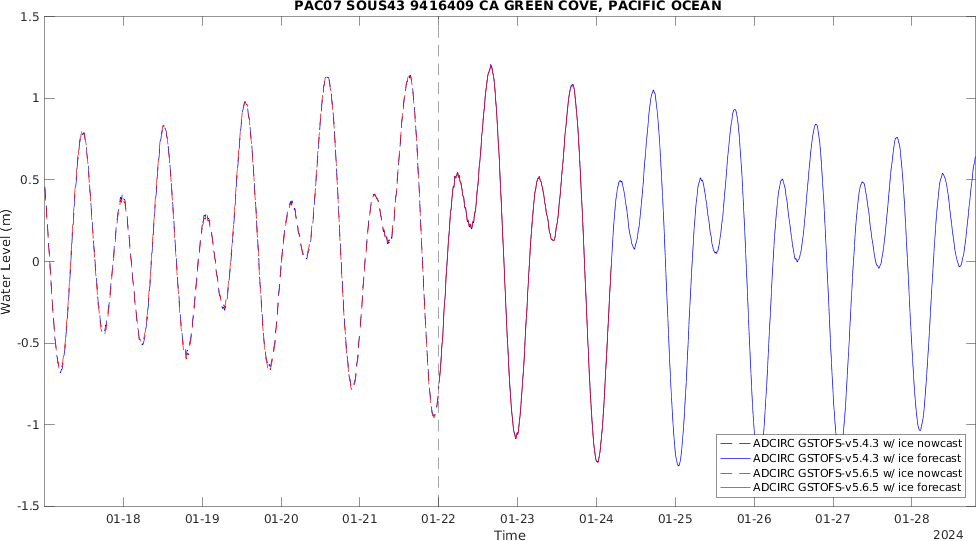 PAC07 SOUS43 9416409 CA GREEN COVE, PACIFIC OCEAN
1.5
1
0.5
0
-0.5
-1
-1.5
Water Level (m)
ADCIRC GSTOFS-v5.4.3 w/ ice nowcast
ADCIRC GSTOFS-v5.4.3 w/ ice forecast
ADCIRC GSTOFS-v5.6.5 w/ ice nowcast
ADCIRC GSTOFS-v5.6.5 w/ ice forecast
01-18 01-19 01-20 01-21 01-22 01-23 01-24 01-25 01-26 01-27 01-28
Time
2024